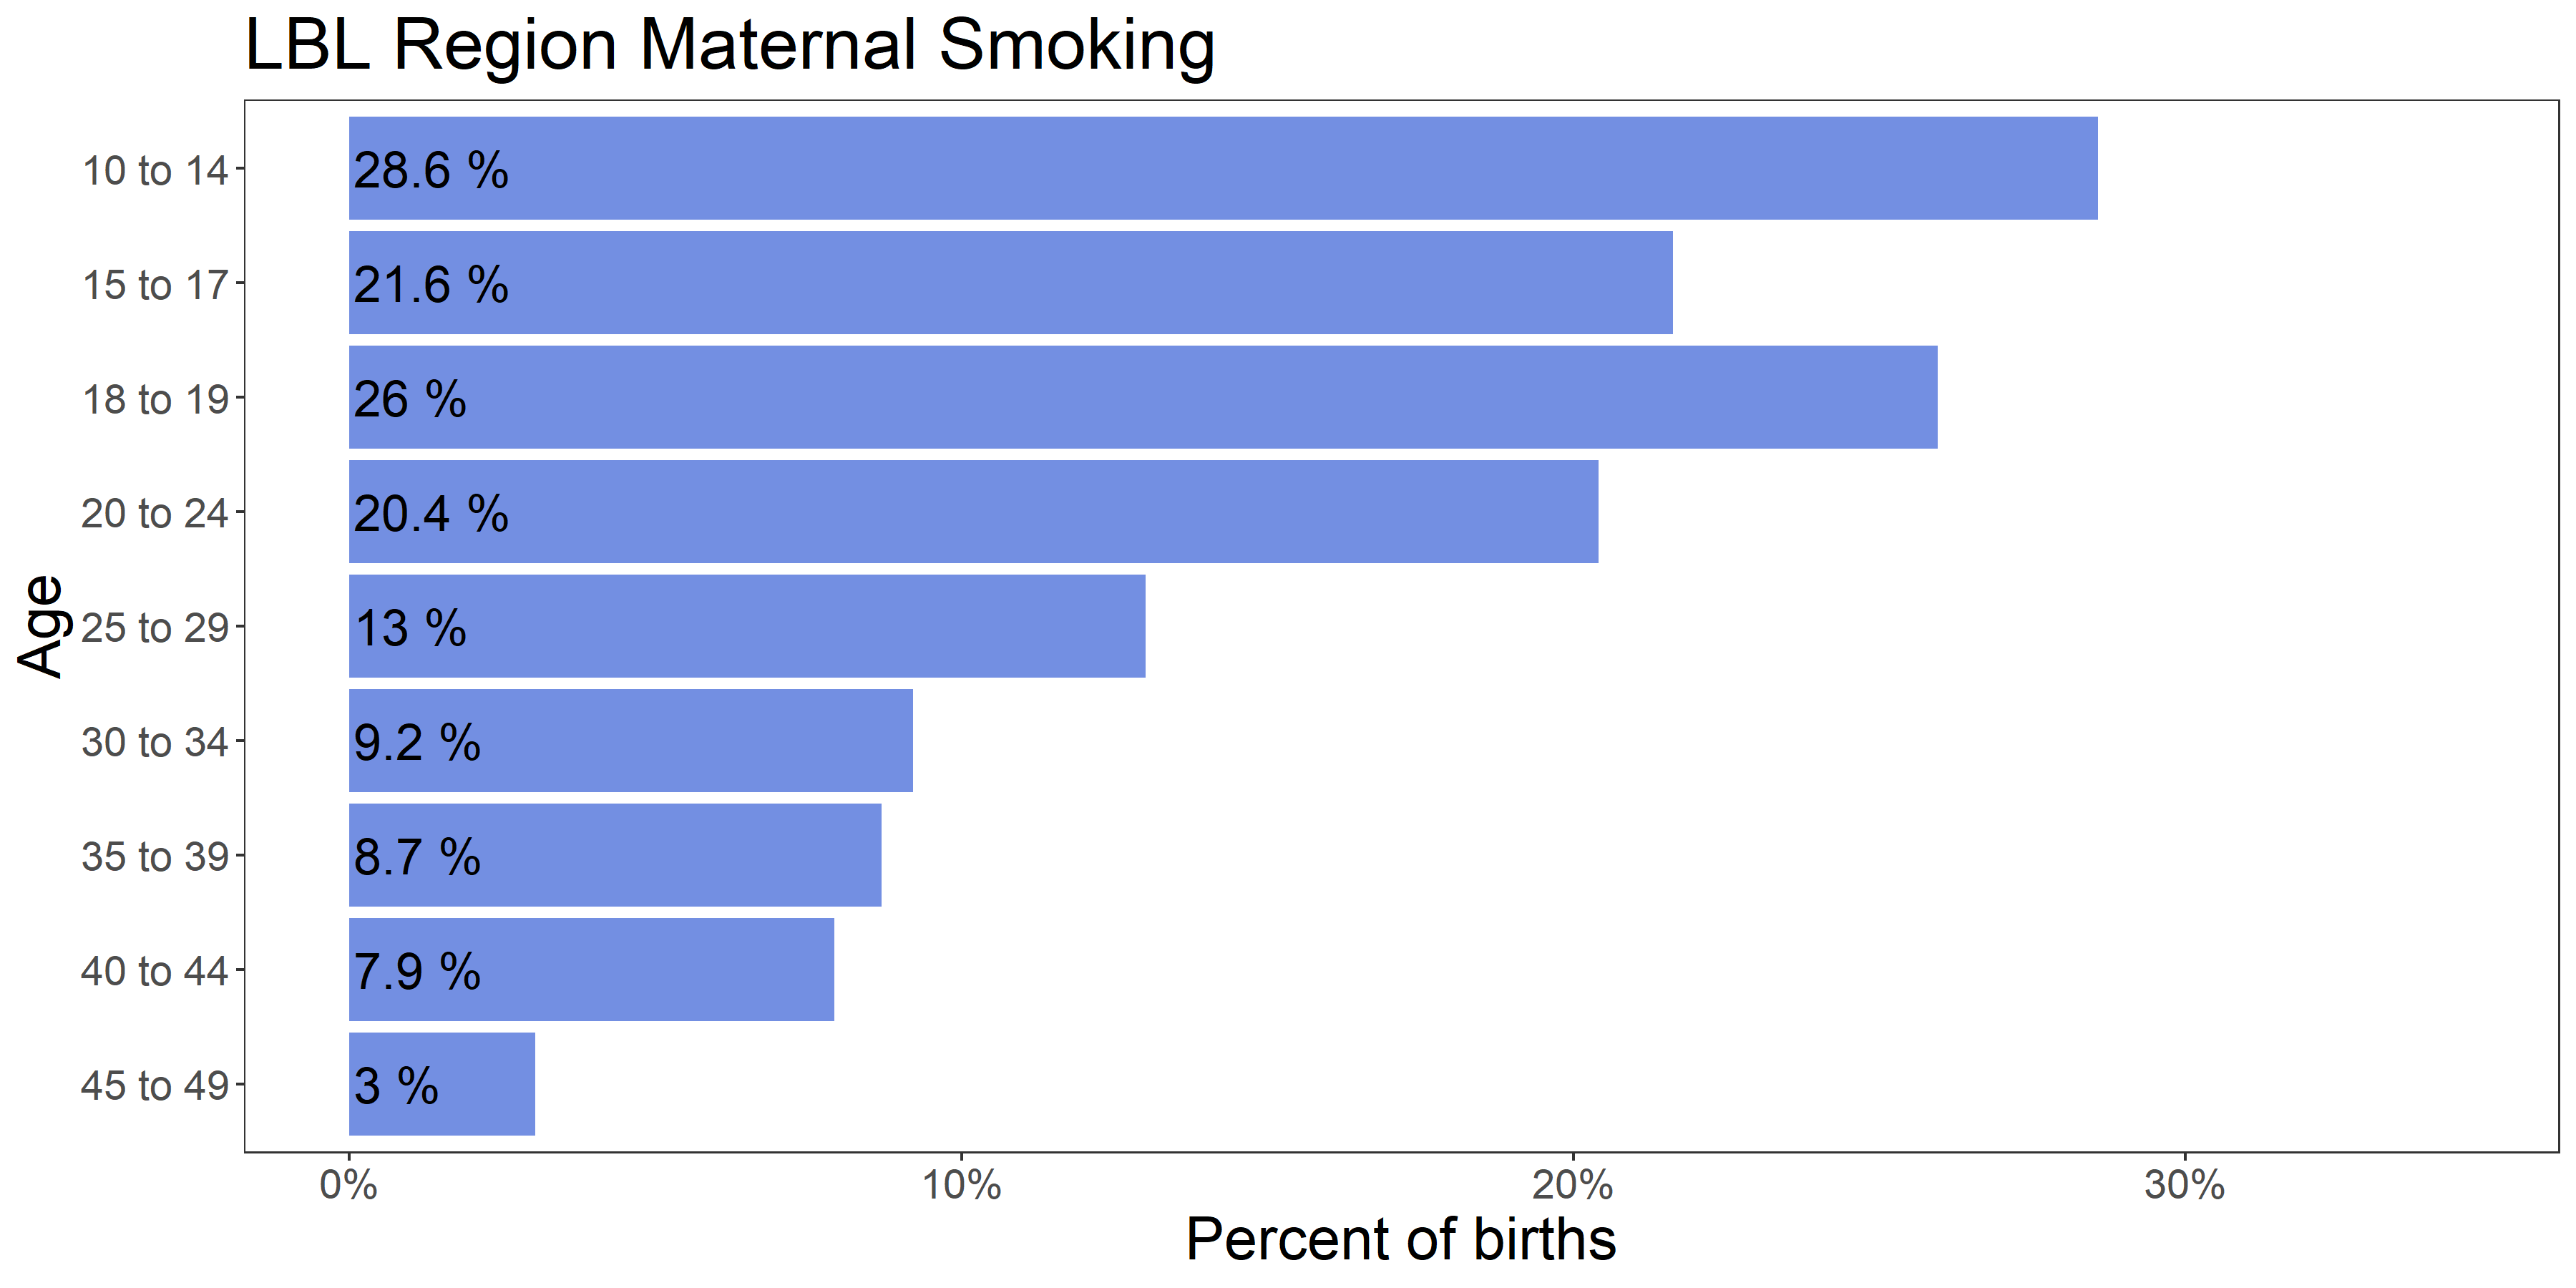 LBL Region Maternal Smoking
10 to 14
28.6 %
15 to 17
21.6 %
18 to 19
26 %
20 to 24
20.4 %
Age
25 to 29
13 %
30 to 34
9.2 %
35 to 39
8.7 %
40 to 44
7.9 %
45 to 49
3 %
0%
10%
20%
30%
Percent of births